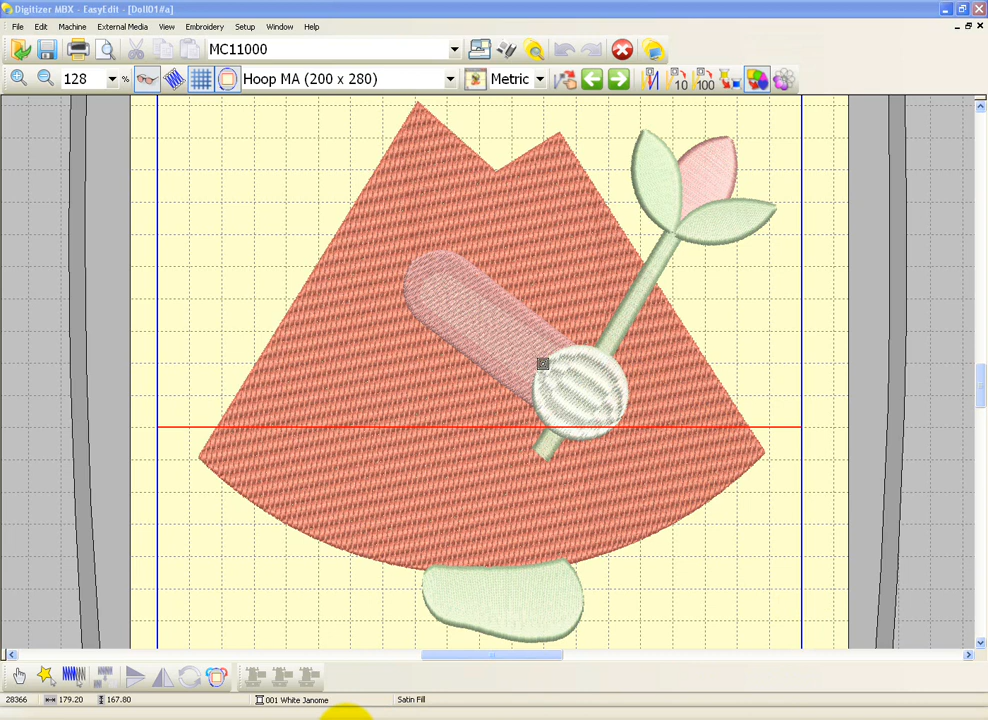 Digitizer MBX - EasyEdit - [Doll01#a]
File Edit Machine External Media View Embroidery Setup Window Help
MC11000
128 % Hoop MA (200 x 280) Metric 10 100
28366 179.20 167.80 001 White Janome Satin Fill